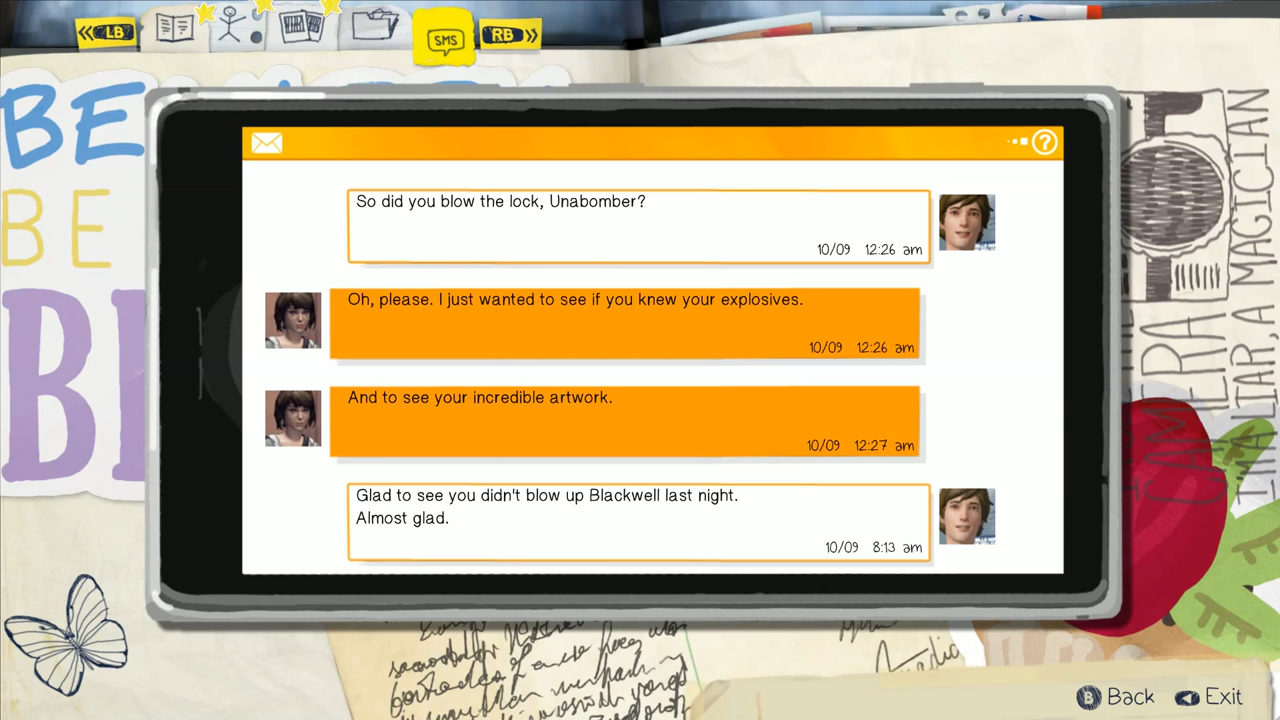 LB
SMS
RB
BE
BE
BE
So did you blow the lock, Unabomber?
10/09 12:26 am
Oh, please. I just wanted to see if you knew your explosives.
10/09 12:26 am
And to see your incredible artwork.
10/09 12:27 am
Glad to see you didn't blow up Blackwell last night.
Almost glad.
10/09 8:13 am
I'M A LIAR, A MAGICIAN
B Back
Exit